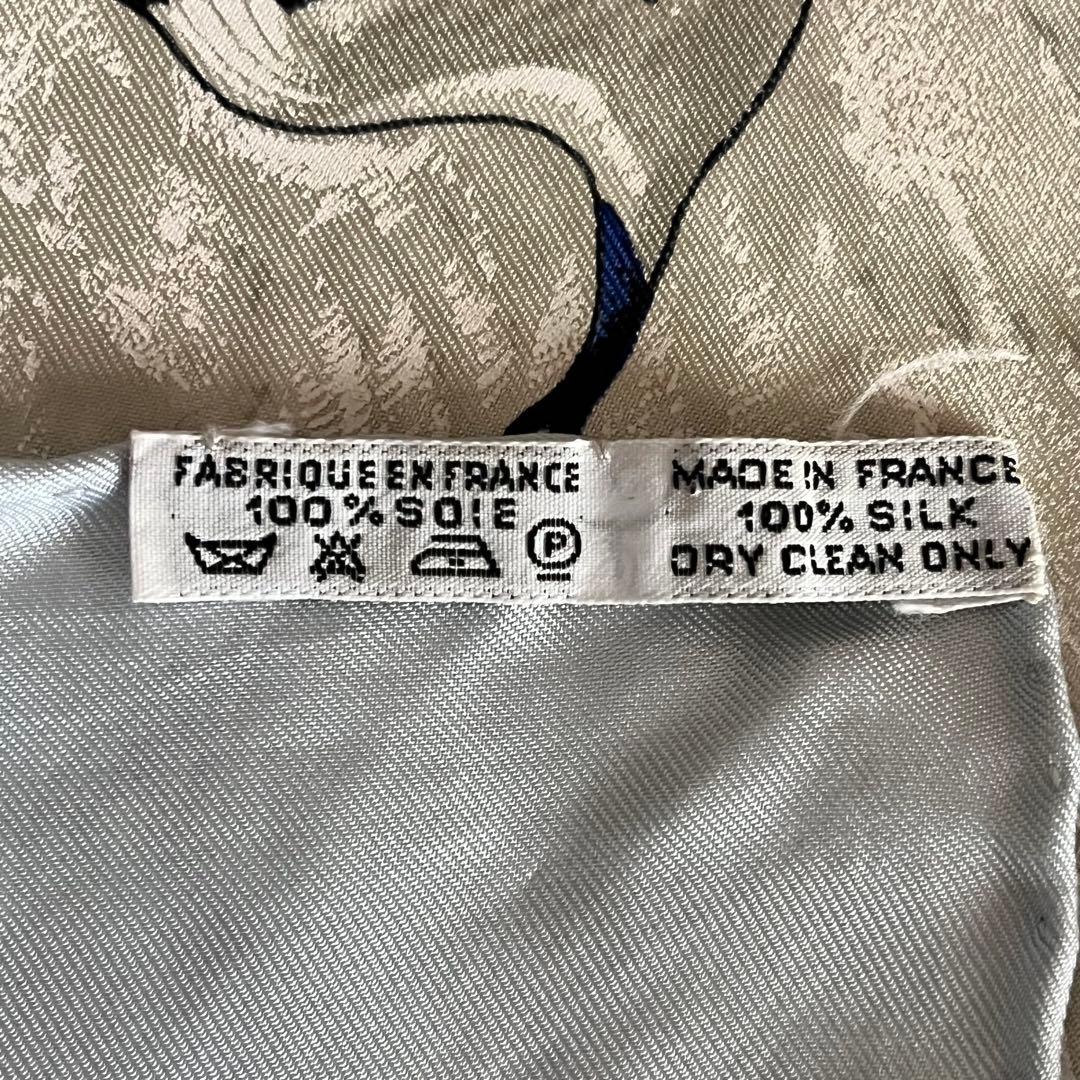 FABRIQUE EN FRANCE
100% SOIE
P
MADE IN FRANCE
100% SILK
DRY CLEAN ONLY